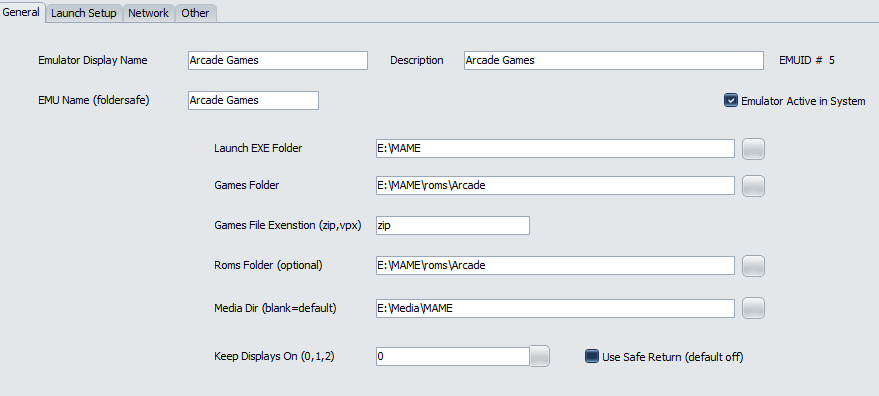 General Launch Setup Network Other
Emulator Display Name Arcade Games Description Arcade Games EMUID # 5
EMU Name (foldersafe) Arcade Games Emulator Active in System
Launch EXE Folder E:\MAME
Games Folder E:\MAME\roms\Arcade
Games File Exenstion (zip,vpx) zip
Roms Folder (optional) E:\MAME\roms\Arcade
Media Dir (blank=default) E:\Media\MAME
Keep Displays On (0,1,2) 0 Use Safe Return (default off)